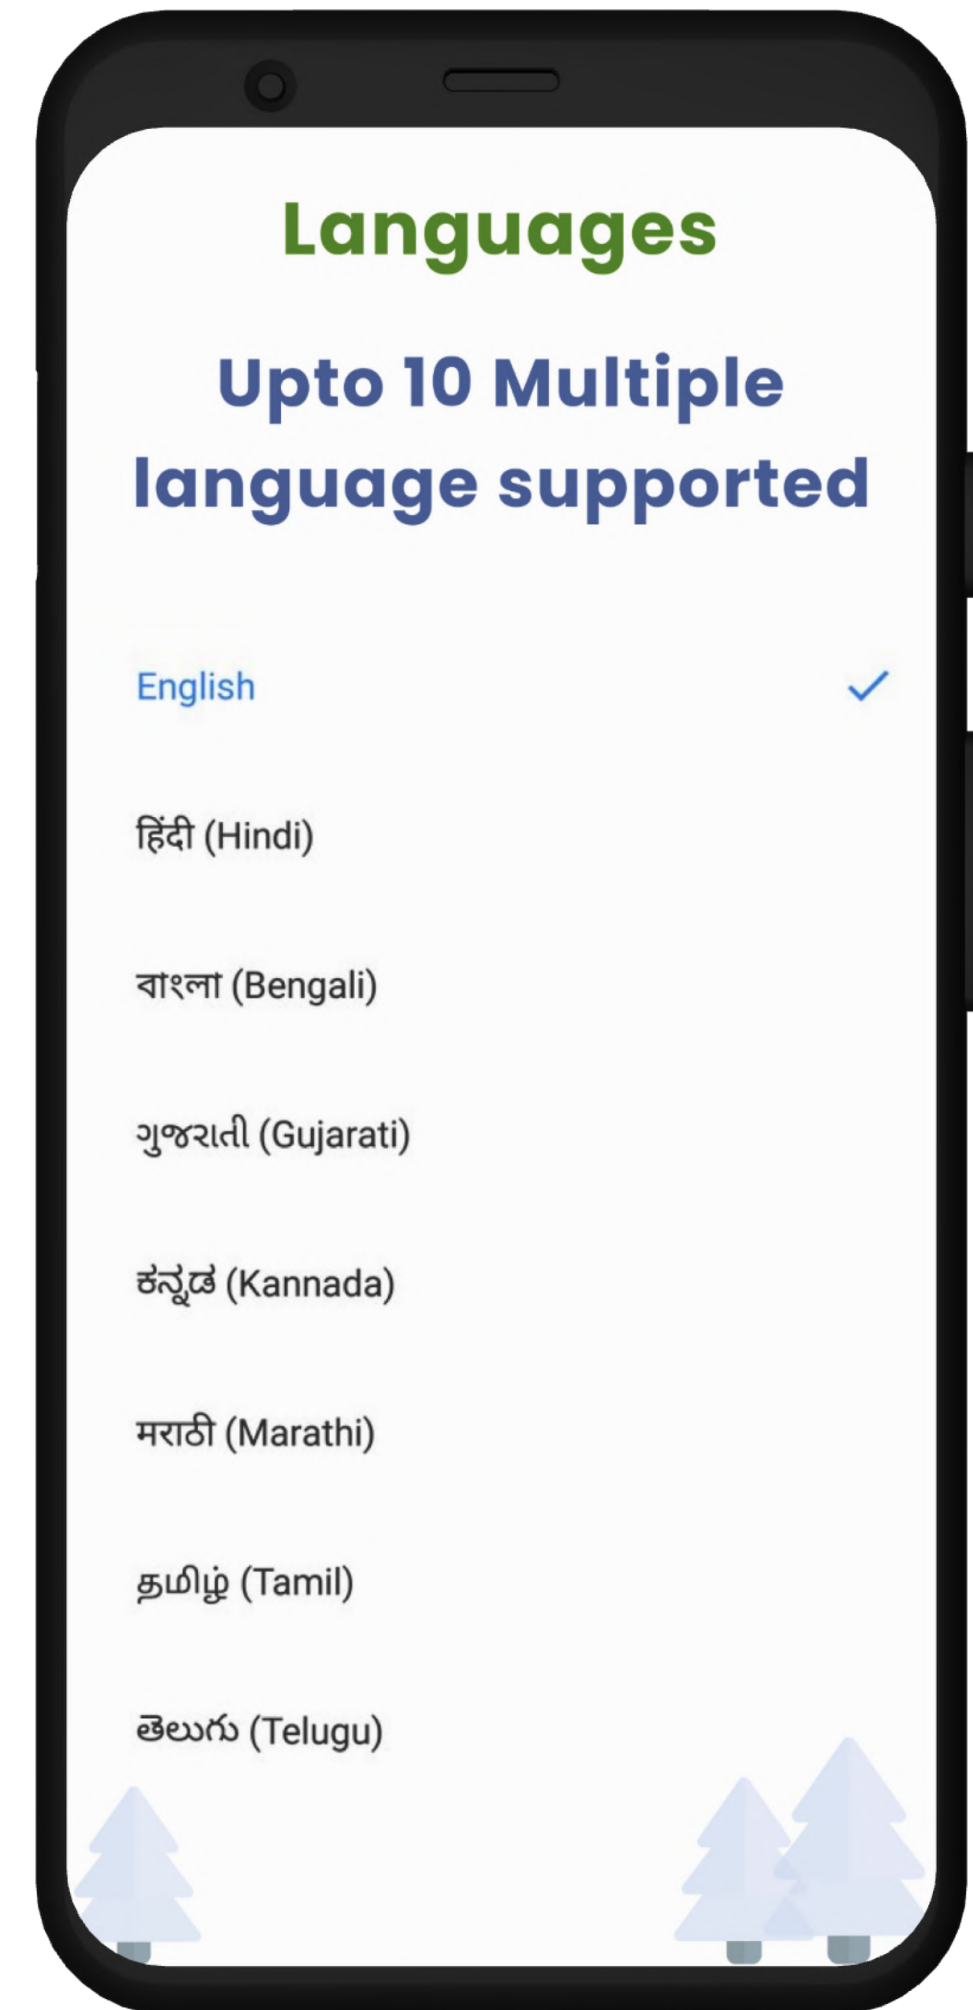 Languages
Upto 10 Multiple
language supported
English
हिंदी (Hindi)
বাংলা (Bengali)
ગુજરાતી (Gujarati)
ಕನ್ನಡ (Kannada)
मराठी (Marathi)
தமிழ் (Tamil)
తెలుగు (Telugu)